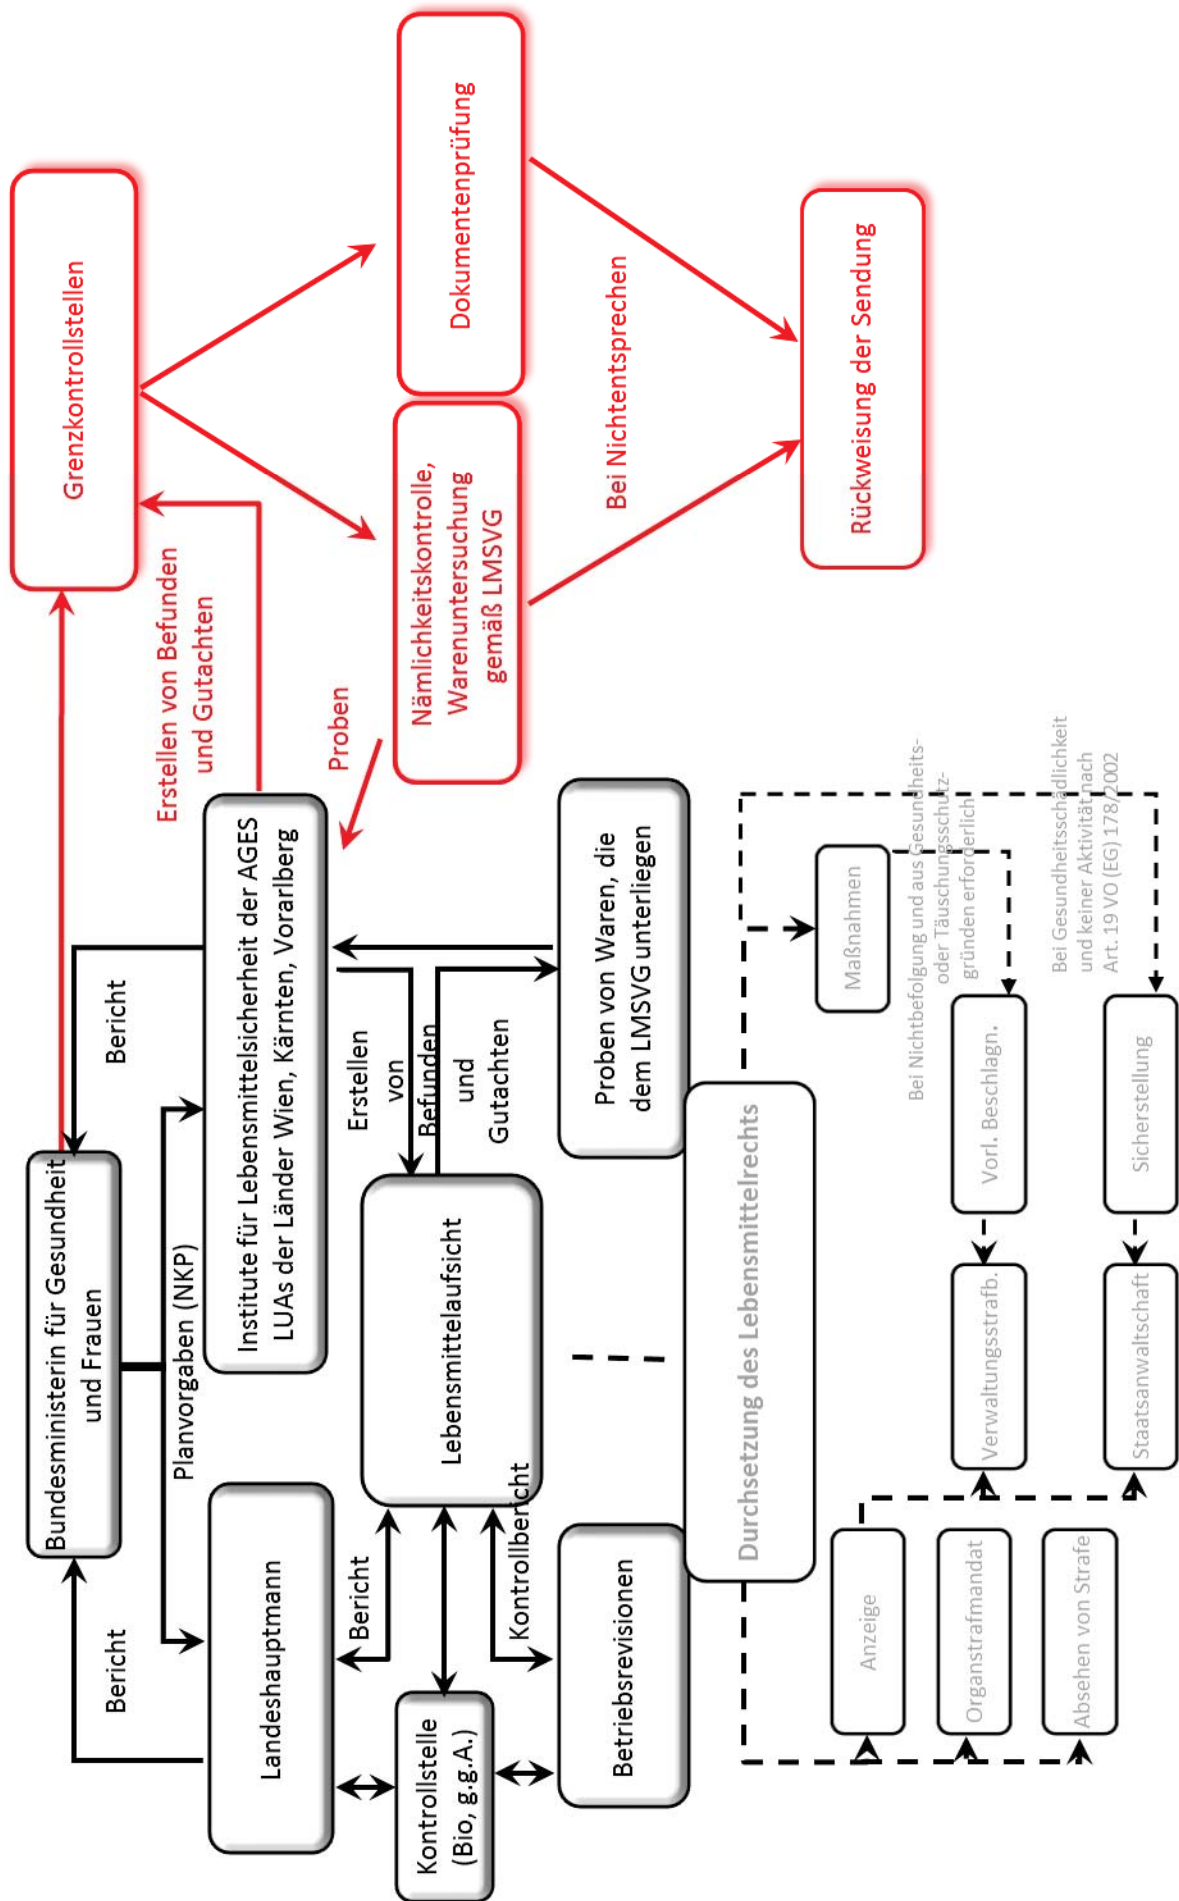 Bundesministerin für Gesundheit
und Frauen
Grenzkontrollstellen
Bericht
Bericht
Planvorgaben (NKP)
Erstellen von Befunden
und Gutachten
Landeshauptmann
Institute für Lebensmittelsicherheit der AGES
LUAs der Länder Wien, Kärnten, Vorarlberg
Proben
Bericht
Erstellen
von
Befunden
und
Gutachten
Kontrollstelle
(Bio, g.g.A.)
Lebensmittelaufsicht
Nämlichkeitskontrolle,
Warenuntersuchung
gemäß LMSVG
Dokumentenprüfung
Kontrollbericht
Bei Nichtentsprechen
Betriebsrevisionen
Proben von Waren, die
dem LMSVG unterliegen
Durchsetzung des Lebensmittelrechts
Rückweisung der Sendung
Anzeige
Maßnahmen
Bei Nichtbefolgung und aus Gesundheits-
oder Täuschungsschutz-
gründen erforderlich
Organstrafmandat
Verwaltungsstrafb.
Vorl. Beschlagn.
Bei Gesundheitsschädlichkeit
und keiner Aktivität nach
Art. 19 VO (EG) 178/2002
Absehen von Strafe
Staatsanwaltschaft
Sicherstellung